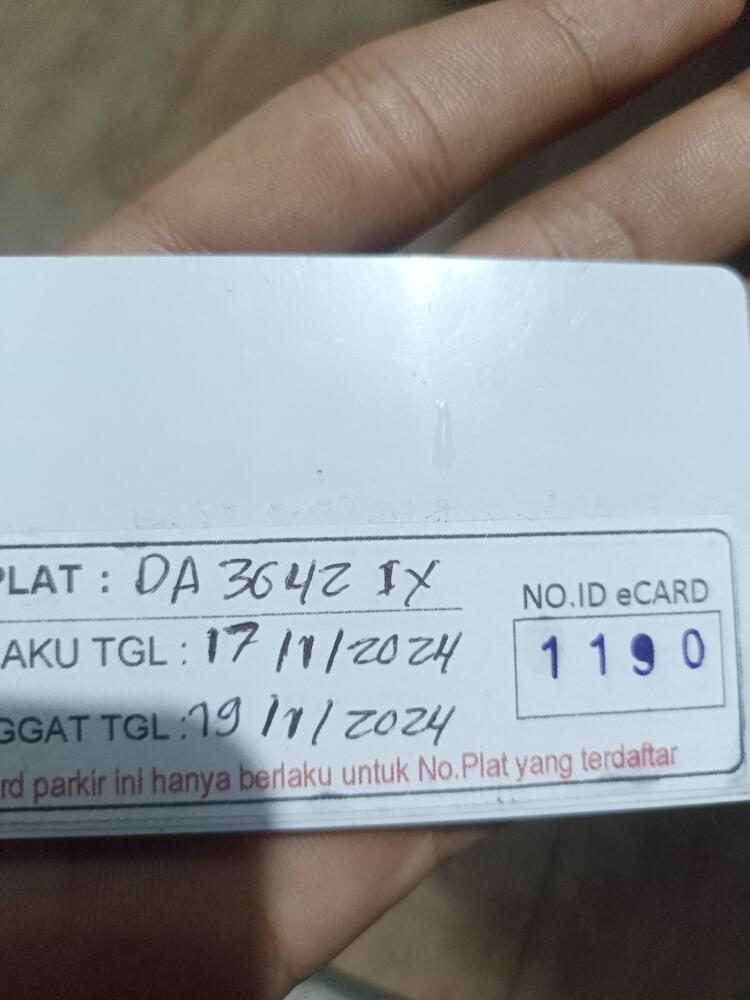 PLAT : DA 3642 IX
NO.ID eCARD
AKU TGL : 17/11/2024
1190
GGAT TGL : 19/11/2024
rd parkir ini hanya berlaku untuk No.Plat yang terdaftar